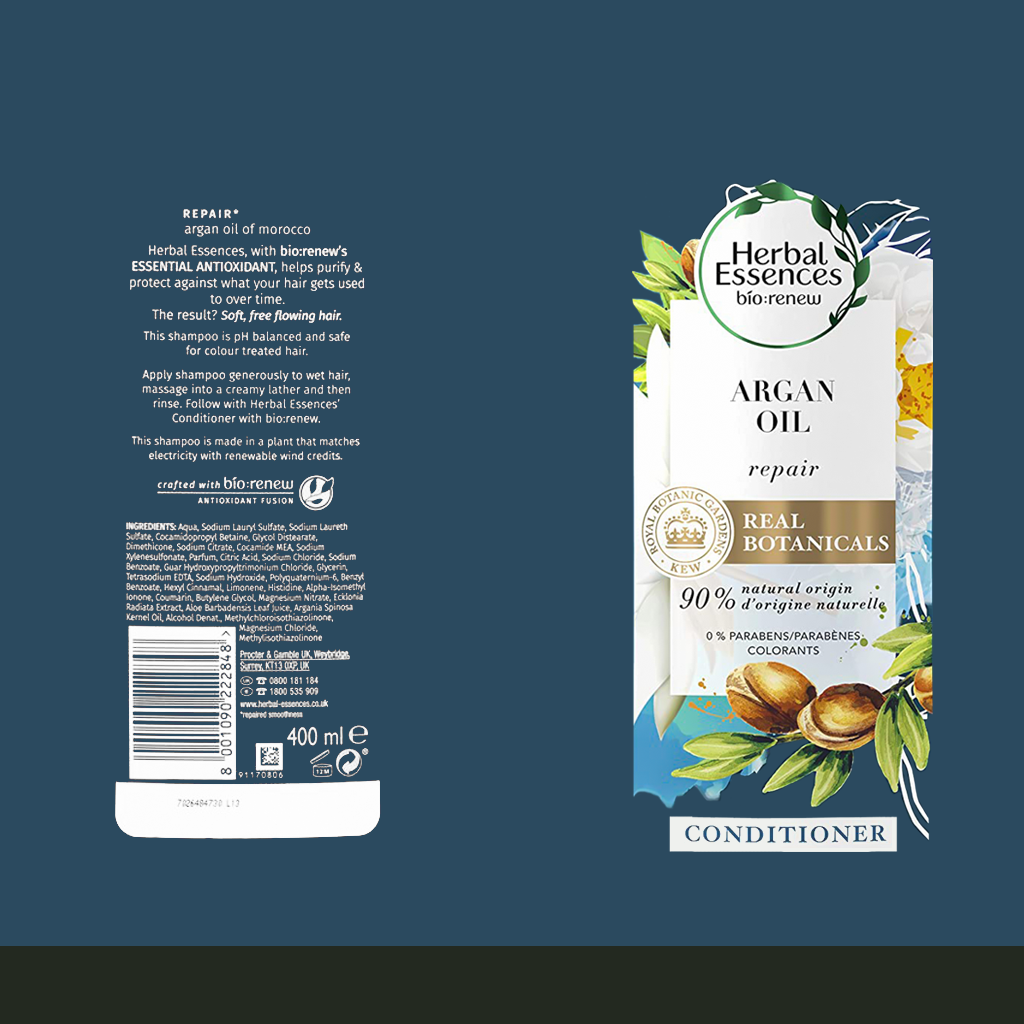 REPAIR*
argan oil of morocco
Herbal Essences, with bio:renew's
ESSENTIAL ANTIOXIDANT, helps purify &
protect against what your hair gets used
to over time.
The result? Soft, free flowing hair.
This shampoo is pH balanced and safe
for colour treated hair.
Apply shampoo generously to wet hair,
massage into a creamy lather and then
rinse. Follow with Herbal Essences'
Conditioner with bio:renew.
This shampoo is made in a plant that matches
electricity with renewable wind credits.
crafted with bío:renew
ANTIOXIDANT FUSION
INGREDIENTS: Aqua, Sodium Lauryl Sulfate, Sodium Laureth
Sulfate, Cocamidopropyl Betaine, Glycol Distearate,
Dimethicone, Sodium Citrate, Cocamide MEA, Sodium
Xylenesulfonate, Parfum, Citric Acid, Sodium Chloride, Sodium
Benzoate, Guar Hydroxypropyltrimonium Chloride, Glycerin,
Tetrasodium EDTA, Sodium Hydroxide, Polyquaternium-6, Benzyl
Benzoate, Hexyl Cinnamal, Limonene, Histidine, Alpha-Isomethyl
Ionone, Coumarin, Butylene Glycol, Magnesium Nitrate, Ecklonia
Radiata Extract, Aloe Barbadensis Leaf Juice, Argania Spinosa
Kernel Oil, Alcohol Denat., Methylchloroisothiazolinone,
Magnesium Chloride,
Methylisothiazolinone
Procter & Gamble UK, Weybridge,
Surrey, KT13 0XP, UK
UK ☎ 0800 181 184
☎ 1800 535 909
www.herbal-essences.co.uk
*repaired smoothness
8 001090 222848 >
400 ml ℮
91170806
12M
7026484730 L13
Herbal
Essences
bío:renew
ARGAN
OIL
repair
ROYAL BOTANIC GARDENS
KEW
REAL
BOTANICALS
90% natural origin
d'origine naturelle
0 % PARABENS/PARABÈNES
COLORANTS
CONDITIONER